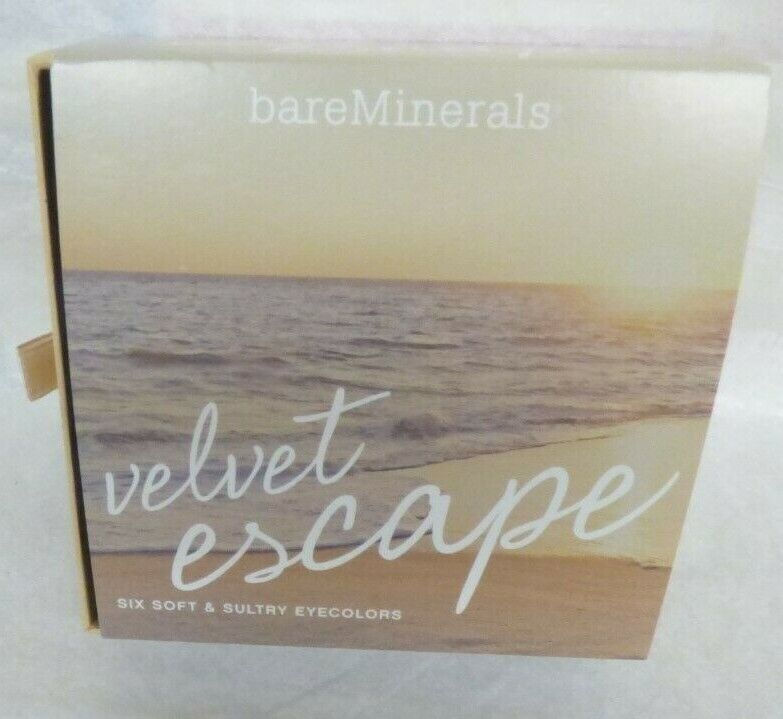 bareMinerals
velvet
escape
SIX SOFT & SULTRY EYECOLORS